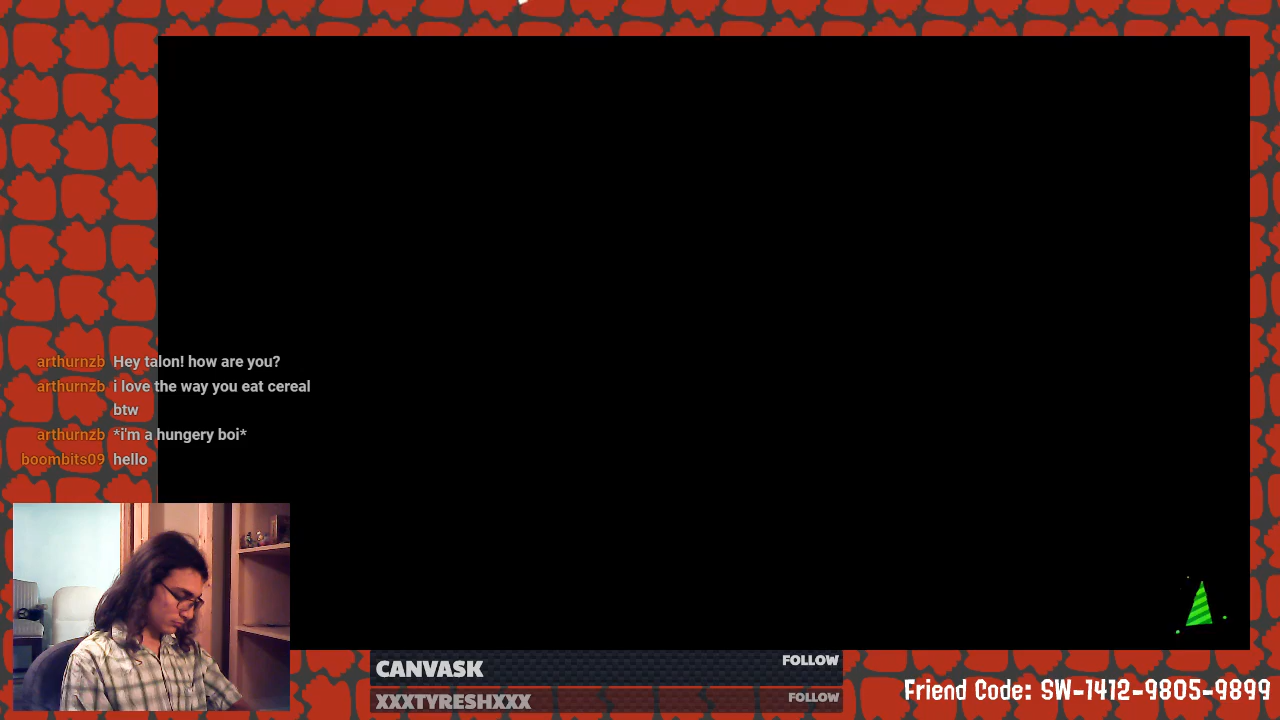 arthurnzb Hey talon! how are you?
arthurnzb i love the way you eat cereal
btw
arthurnzb *i'm a hungery boi*
boombits09 hello
CANVASK FOLLOW
XXXTYRESHXXX FOLLOW
Friend Code: SW-1412-9805-9899